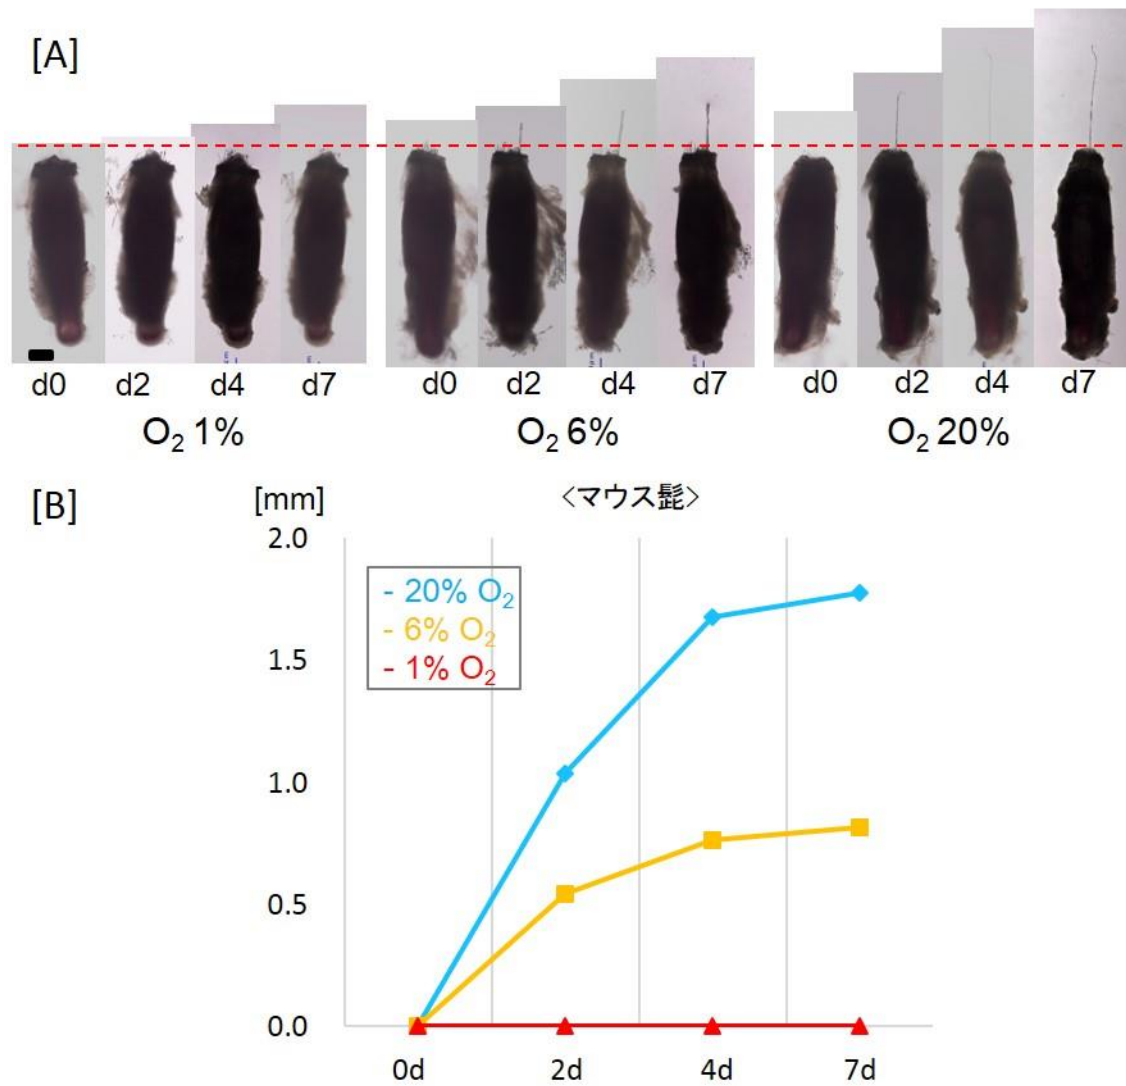 [A]
d0 d2 d4 d7 d0 d2 d4 d7 d0 d2 d4 d7
O₂ 1% O₂ 6% O₂ 20%
[B] [mm] <マウス髭>
2.0
- 20% O₂
- 6% O₂
- 1% O₂
1.5
1.0
0.5
0.0
0d 2d 4d 7d